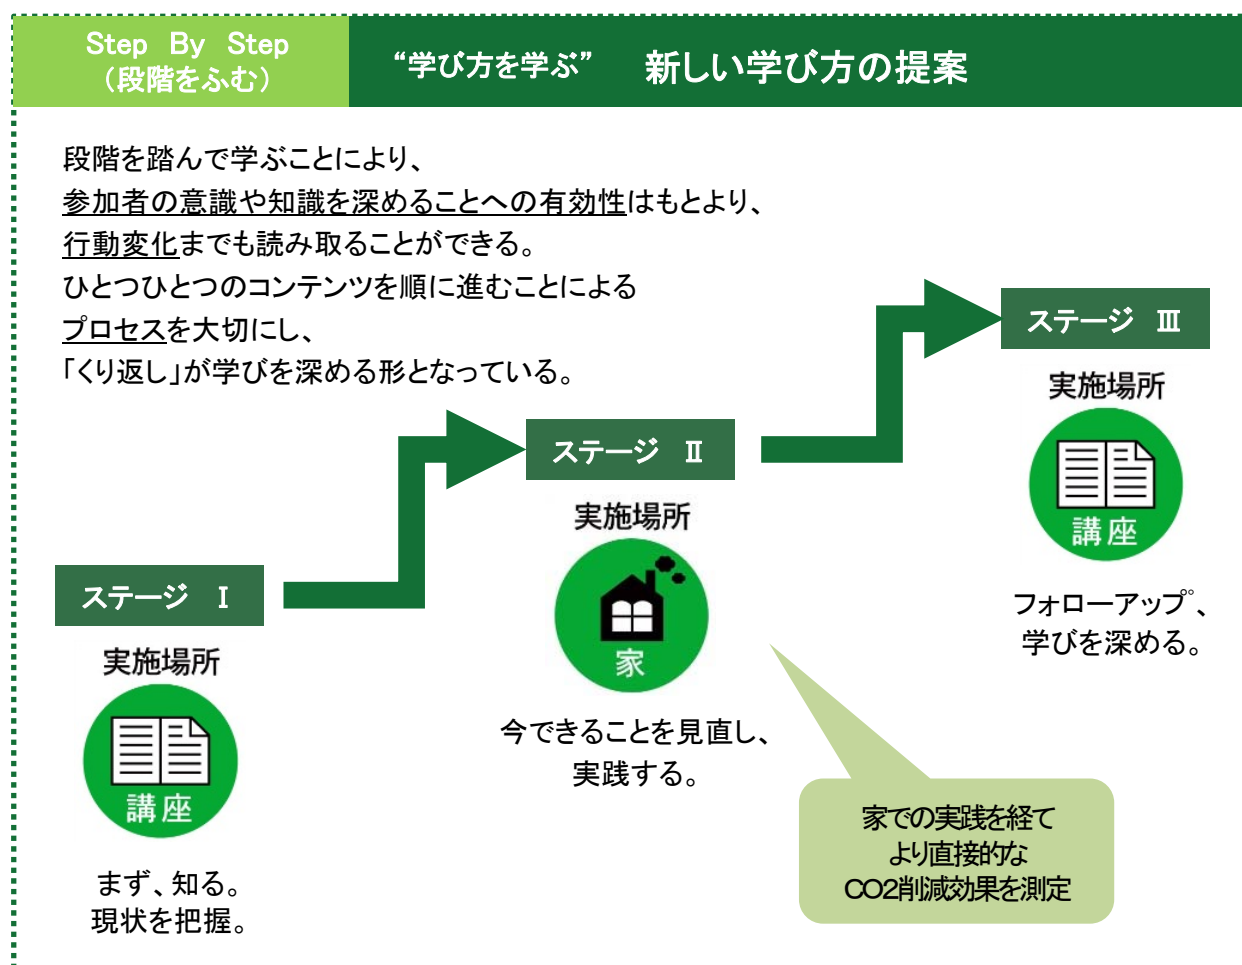 Step By Step
（段階をふむ）
“学び方を学ぶ” 新しい学び方の提案
段階を踏んで学ぶことにより、
参加者の意識や知識を深めることへの有効性はもとより、
行動変化までも読み取ることができる。
ひとつひとつのコンテンツを順に進むことによる
プロセスを大切にし、
「くり返し」が学びを深める形となっている。
ステージ Ⅰ
実施場所
講座
まず、知る。
現状を把握。
ステージ Ⅱ
実施場所
家
今できることを見直し、
実践する。
家での実践を経て
より直接的な
CO2削減効果を測定
ステージ Ⅲ
実施場所
講座
フォローアップ、
学びを深める。